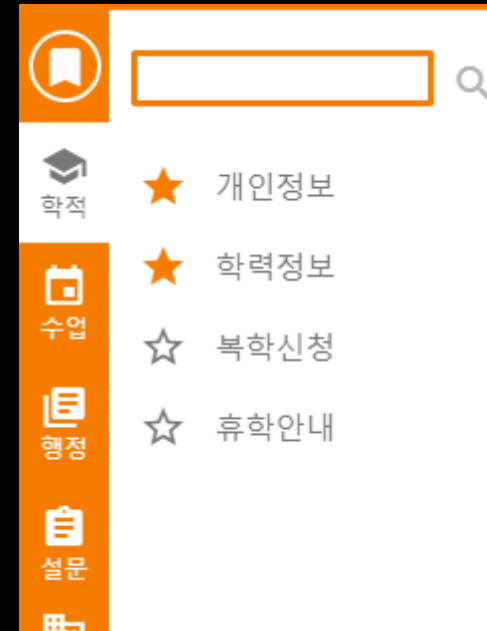 학적
수업
행정
설문
개인정보
학력정보
복학신청
휴학안내